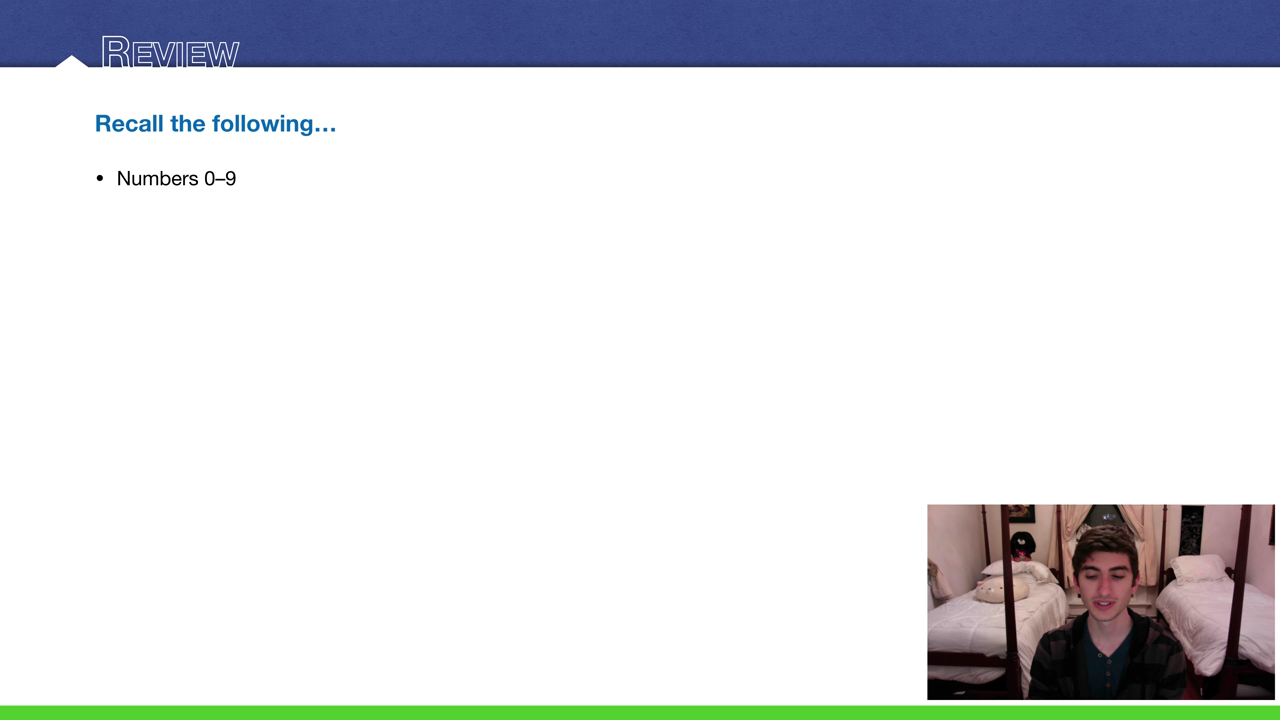 REVIEW
Recall the following…
• Numbers 0–9